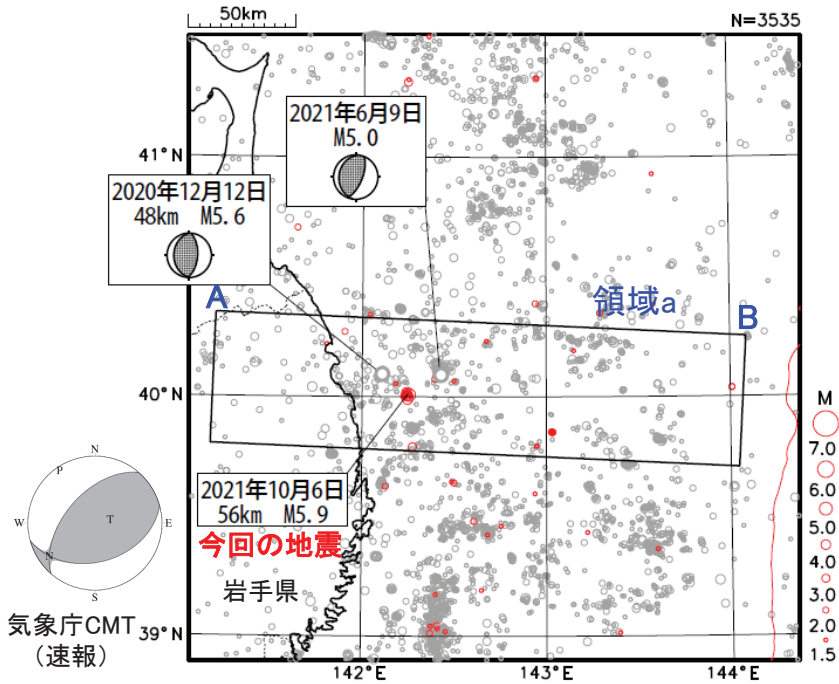 50km
N=3535
2021年6月9日
M5.0
41°N
2020年12月12日
48km M5.6
A
領域a
B
40°N
M
7.0
6.0
5.0
4.0
3.0
2.0
1.5
2021年10月6日
56km M5.9
今回の地震
N
P
T
W
E
N
S
岩手県
気象庁CMT
（速報）
39°N
142°E
143°E
144°E